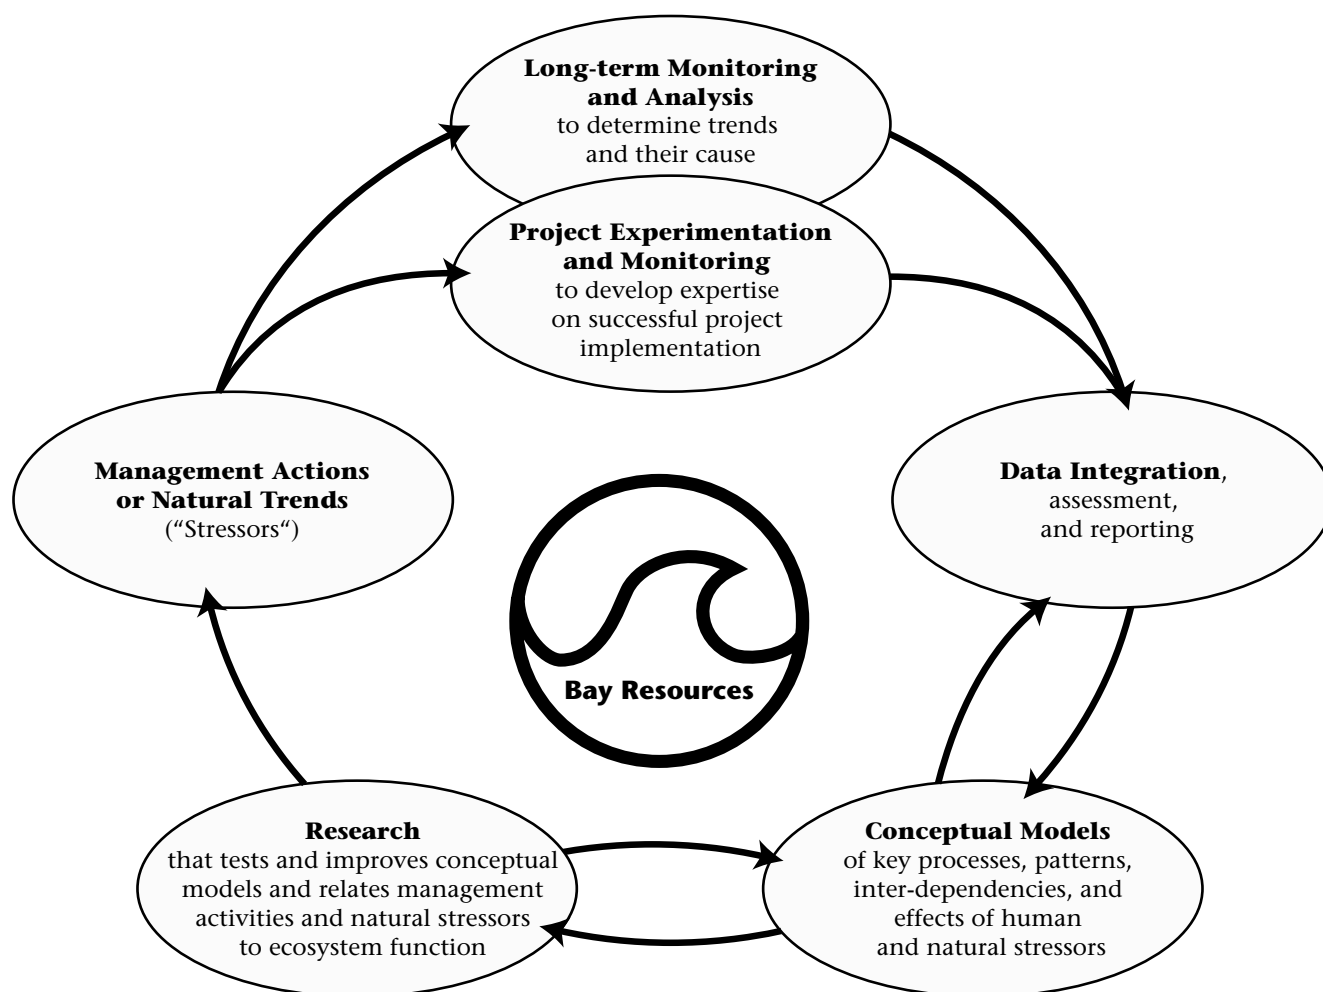 Long-term Monitoring
and Analysis
to determine trends
and their cause
Project Experimentation
and Monitoring
to develop expertise
on successful project
implementation
Management Actions
or Natural Trends
(“Stressors“)
Data Integration,
assessment,
and reporting
Bay Resources
Research
that tests and improves conceptual
models and relates management
activities and natural stressors
to ecosystem function
Conceptual Models
of key processes, patterns,
inter-dependencies, and
effects of human
and natural stressors